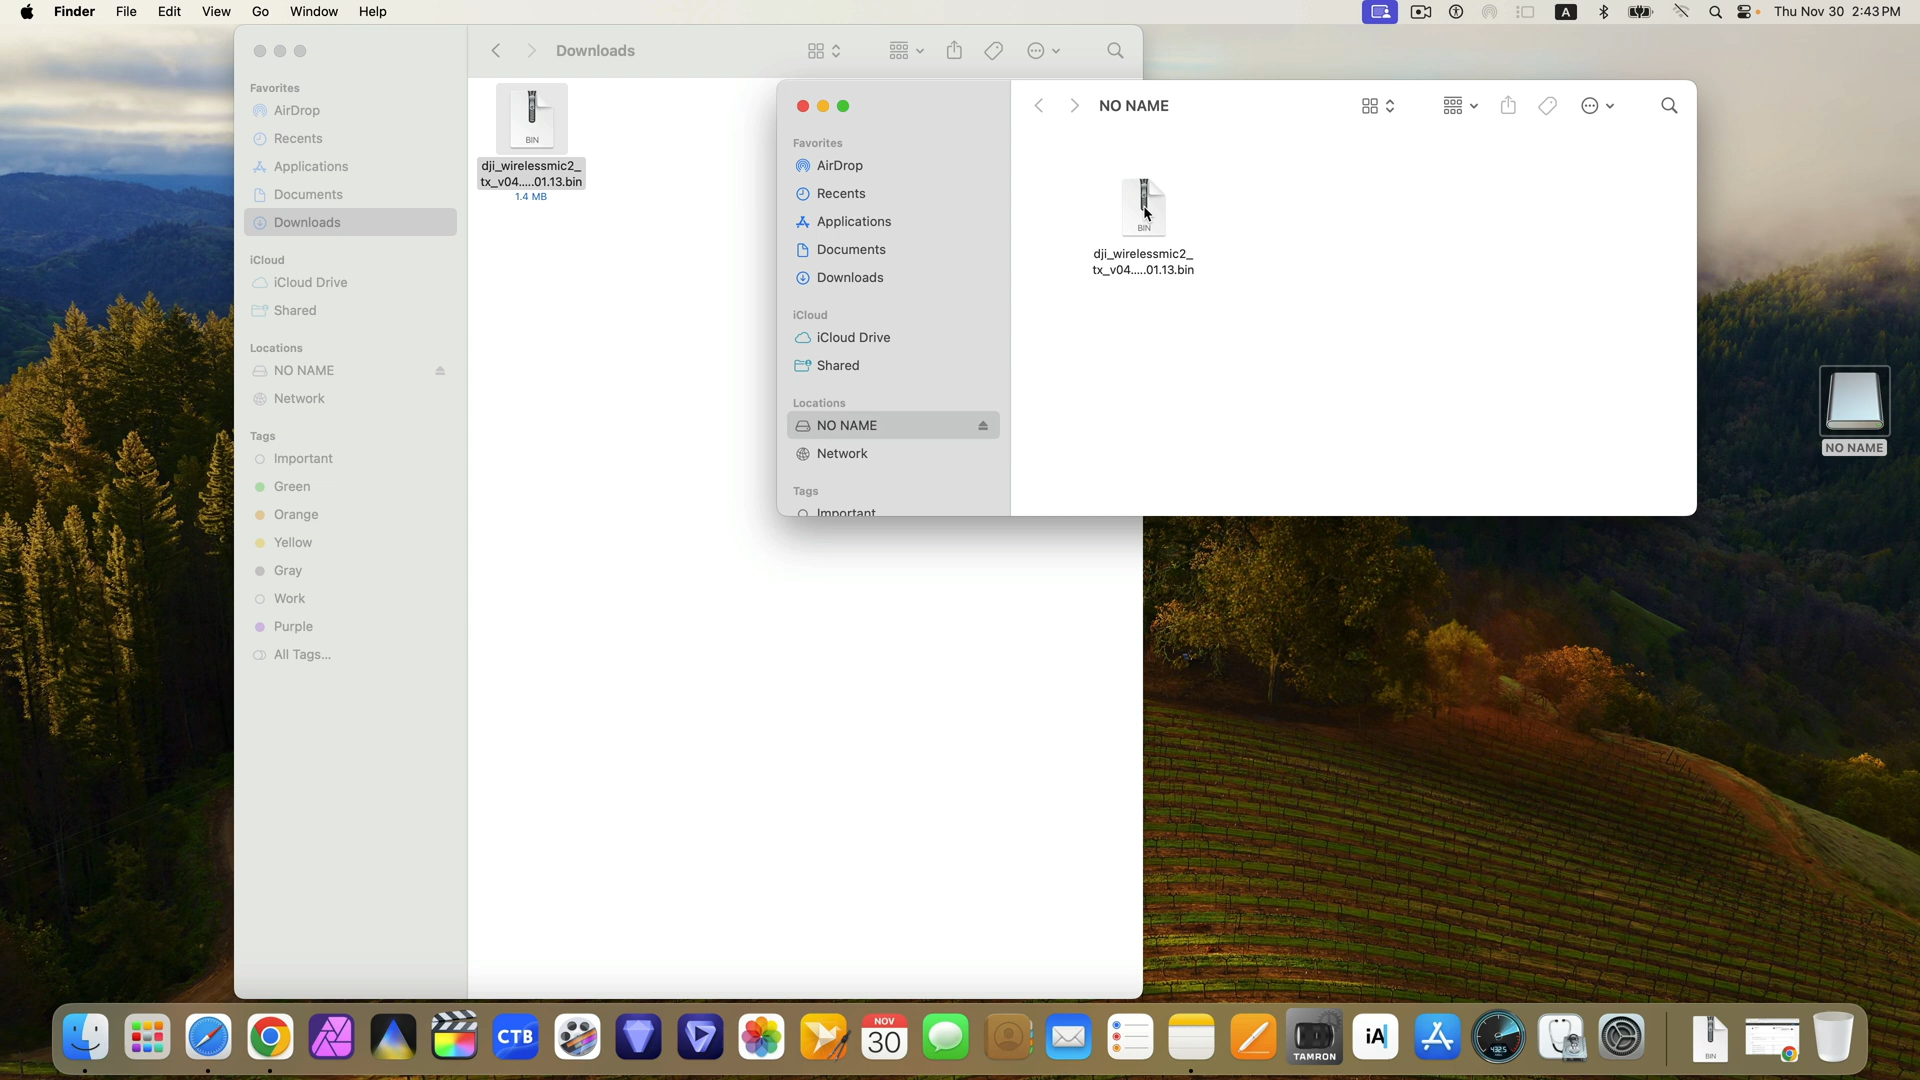 Finder File Edit View Go Window Help
A
Thu Nov 30 2:43 PM
Downloads
Favorites
AirDrop
Recents
Applications
Documents
Downloads
iCloud
iCloud Drive
Shared
Locations
NO NAME
Network
Tags
Important
Green
Orange
Yellow
Gray
Work
Purple
All Tags...
BIN
dji_wirelessmic2_
tx_v04.....01.13.bin
1.4 MB
NO NAME
Favorites
AirDrop
Recents
Applications
Documents
Downloads
iCloud
iCloud Drive
Shared
Locations
NO NAME
Network
Tags
Important
BIN
dji_wirelessmic2_
tx_v04.....01.13.bin
NO NAME
CTB
NOV
30
TAMRON
iA
BIN